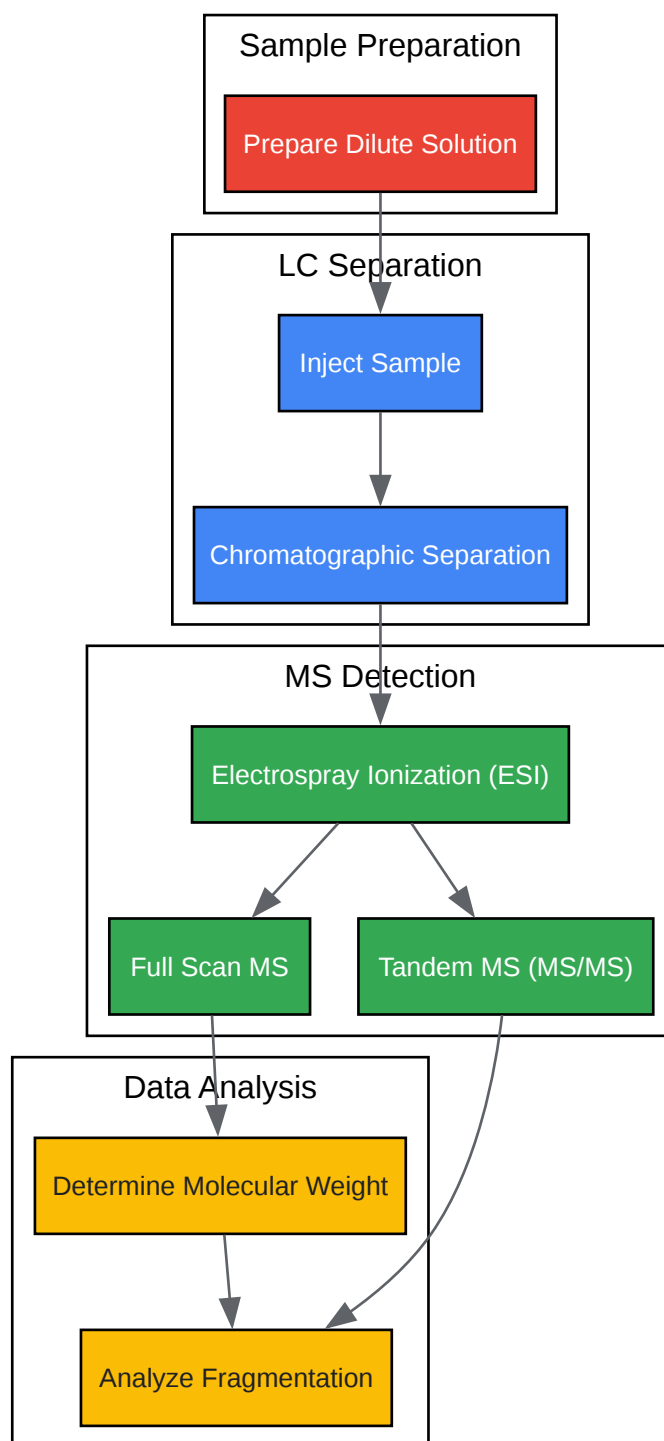 Sample Preparation
Prepare Dilute Solution
LC Separation
Inject Sample
Chromatographic Separation
MS Detection
Electrospray Ionization (ESI)
Full Scan MS
Tandem MS (MS/MS)
Data Analysis
Determine Molecular Weight
Analyze Fragmentation